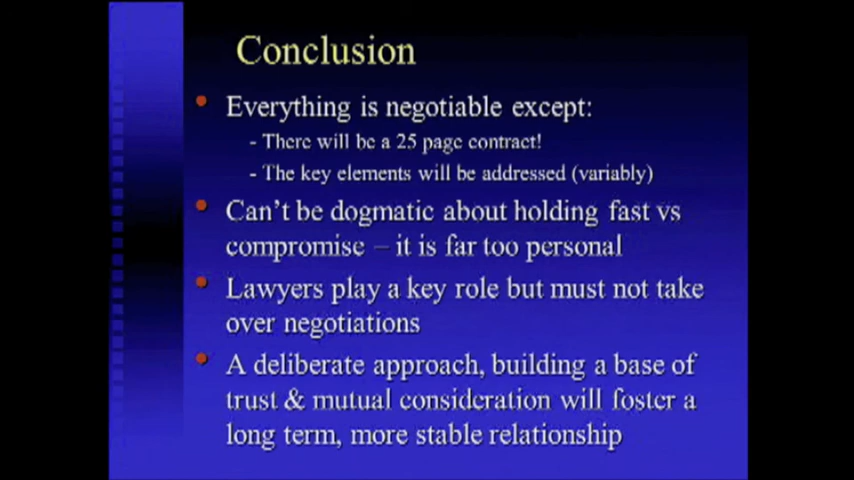 Conclusion
• Everything is negotiable except:
- There will be a 25 page contract!
- The key elements will be addressed (variably)
• Can't be dogmatic about holding fast vs
compromise – it is far too personal
• Lawyers play a key role but must not take
over negotiations
• A deliberate approach, building a base of
trust & mutual consideration will foster a
long term, more stable relationship